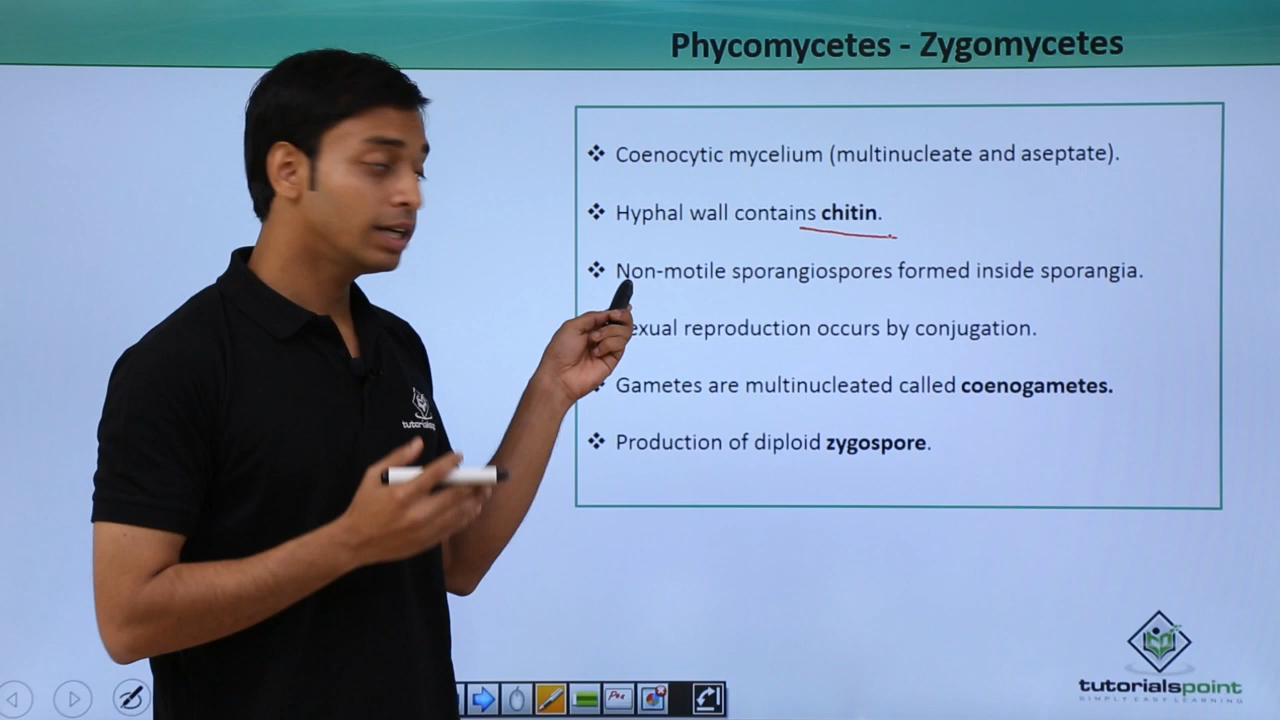 Phycomycetes - Zygomycetes
Coenocytic mycelium (multinucleate and aseptate).
Hyphal wall contains chitin.
Non-motile sporangiospores formed inside sporangia.
exual reproduction occurs by conjugation.
Gametes are multinucleated called coenogametes.
Production of diploid zygospore.
tutorialspoint
SIMPLY EASY LEARNING